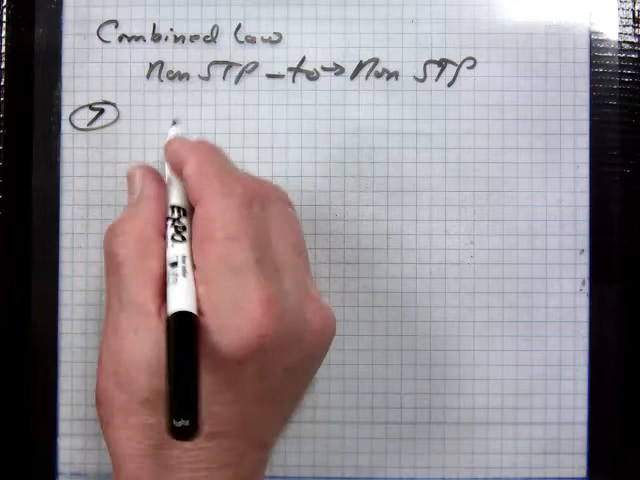 Combined Law
Non STP - to → Non STP
7
EXPO